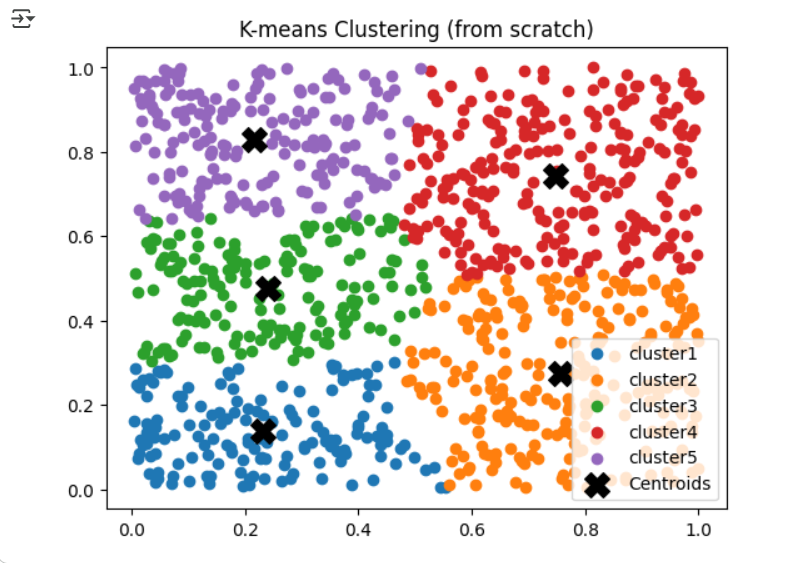 K-means Clustering (from scratch)
1.0
0.8
0.6
0.4
0.2
0.0
cluster1
cluster2
cluster3
cluster4
cluster5
Centroids
0.0 0.2 0.4 0.6 0.8 1.0